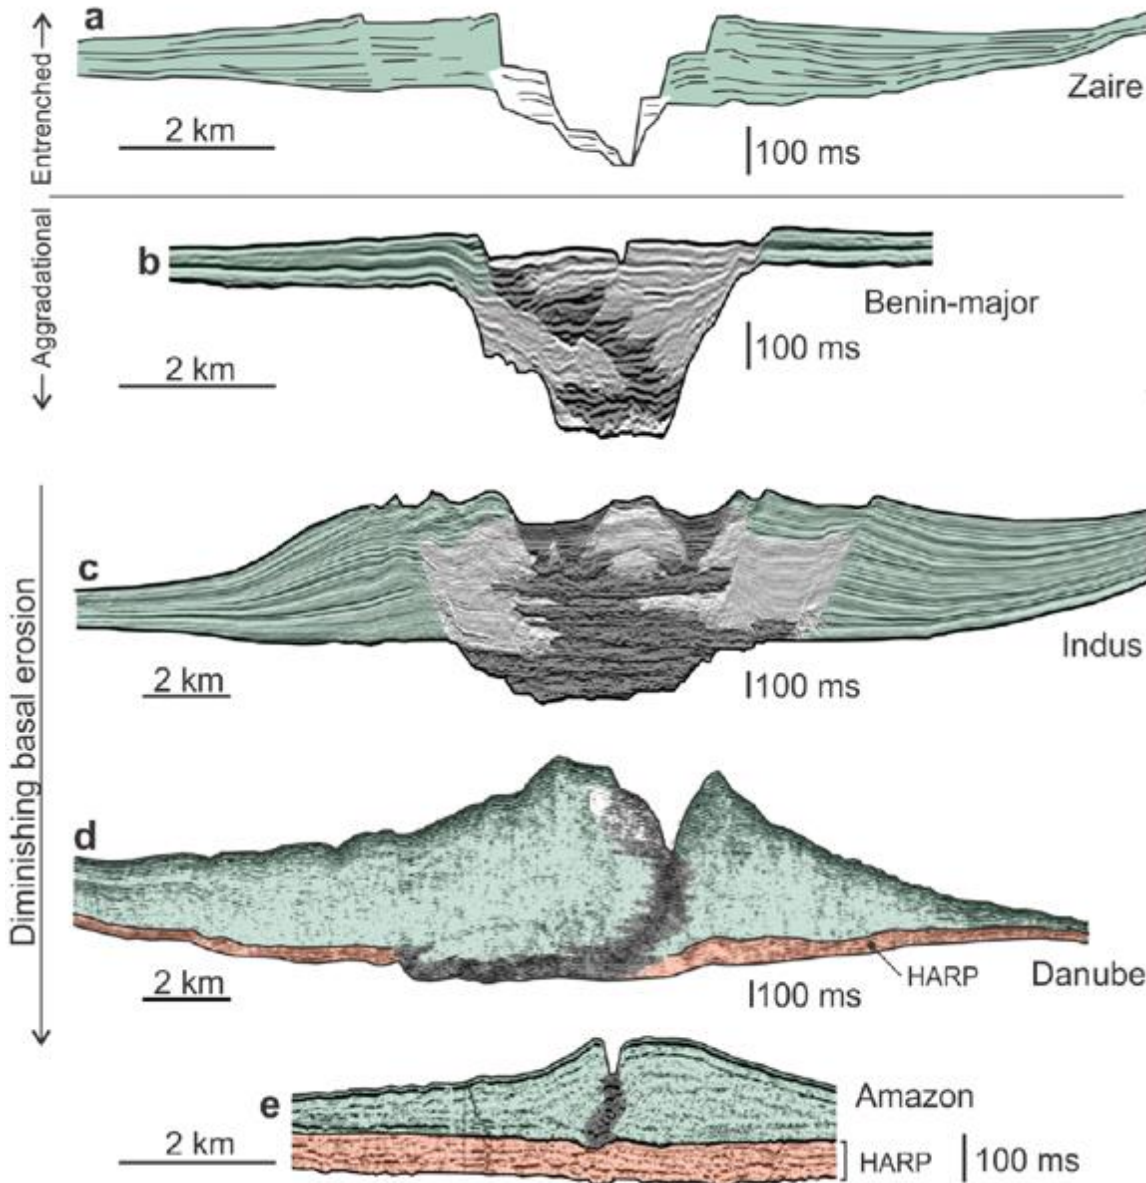 a
Entrenched →
2 km
100 ms
Zaire
← Aggradational
b
2 km
100 ms
Benin-major
Diminishing basal erosion
c
2 km
100 ms
Indus
d
2 km
100 ms
HARP
Danube
e
2 km
Amazon
HARP
100 ms